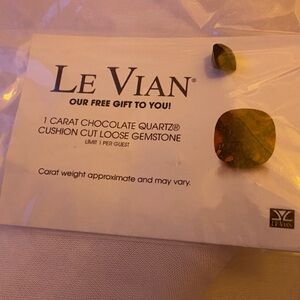 LE VIAN®
OUR FREE GIFT TO YOU!
1 CARAT CHOCOLATE QUARTZ®
CUSHION CUT LOOSE GEMSTONE
LIMIT 1 PER GUEST
Carat weight approximate and may vary.
LE VIAN